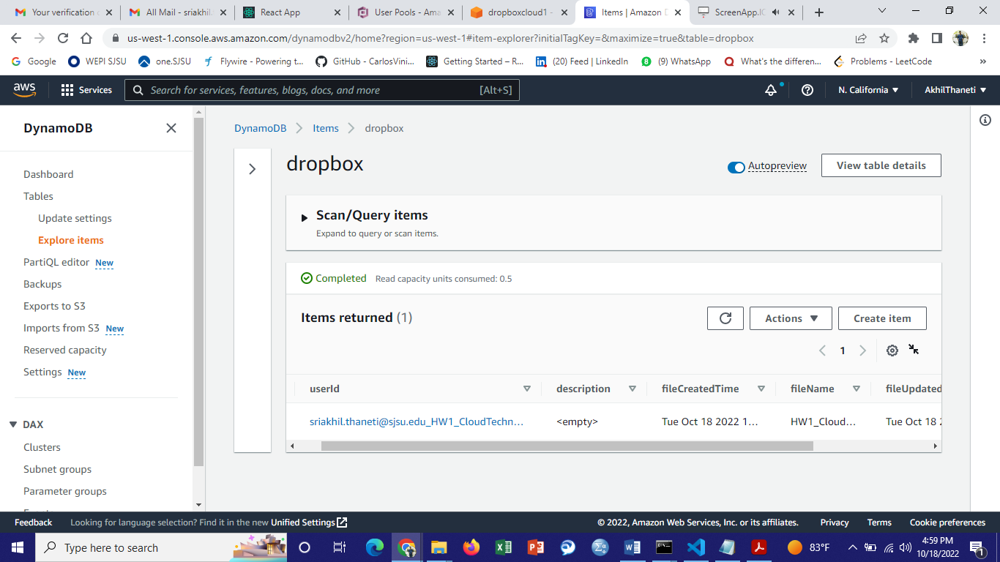 Your verification c
All Mail - sriakhil.
React App
User Pools - Ama
dropboxcloud1 -
Items | Amazon D
ScreenApp.IO
us-west-1.console.aws.amazon.com/dynamodbv2/home?region=us-west-1#item-explorer?initialTagKey=&maximize=true&table=dropbox
Google WEPI SJSU one.SJSU Flywire - Powering t... GitHub - CarlosVini... Getting Started – R... (20) Feed | LinkedIn (9) WhatsApp What's the differen... Problems - LeetCode »
aws Services Search for services, features, blogs, docs, and more [Alt+S] N. California AkhilThaneti
DynamoDB
Dashboard
Tables
Update settings
Explore items
PartiQL editor New
Backups
Exports to S3
Imports from S3 New
Reserved capacity
Settings New
DAX
Clusters
Subnet groups
Parameter groups
DynamoDB Items dropbox
dropbox
Autopreview View table details
Scan/Query items
Expand to query or scan items.
Completed Read capacity units consumed: 0.5
Items returned (1)
Actions Create item
1
userId description fileCreatedTime fileName fileUpdated
sriakhil.thaneti@sjsu.edu_HW1_CloudTechn... <empty> Tue Oct 18 2022 1... HW1_Cloud... Tue Oct 18 2
Feedback Looking for language selection? Find it in the new Unified Settings © 2022, Amazon Web Services, Inc. or its affiliates. Privacy Terms Cookie preferences
Type here to search 83°F 4:59 PM
10/18/2022
1